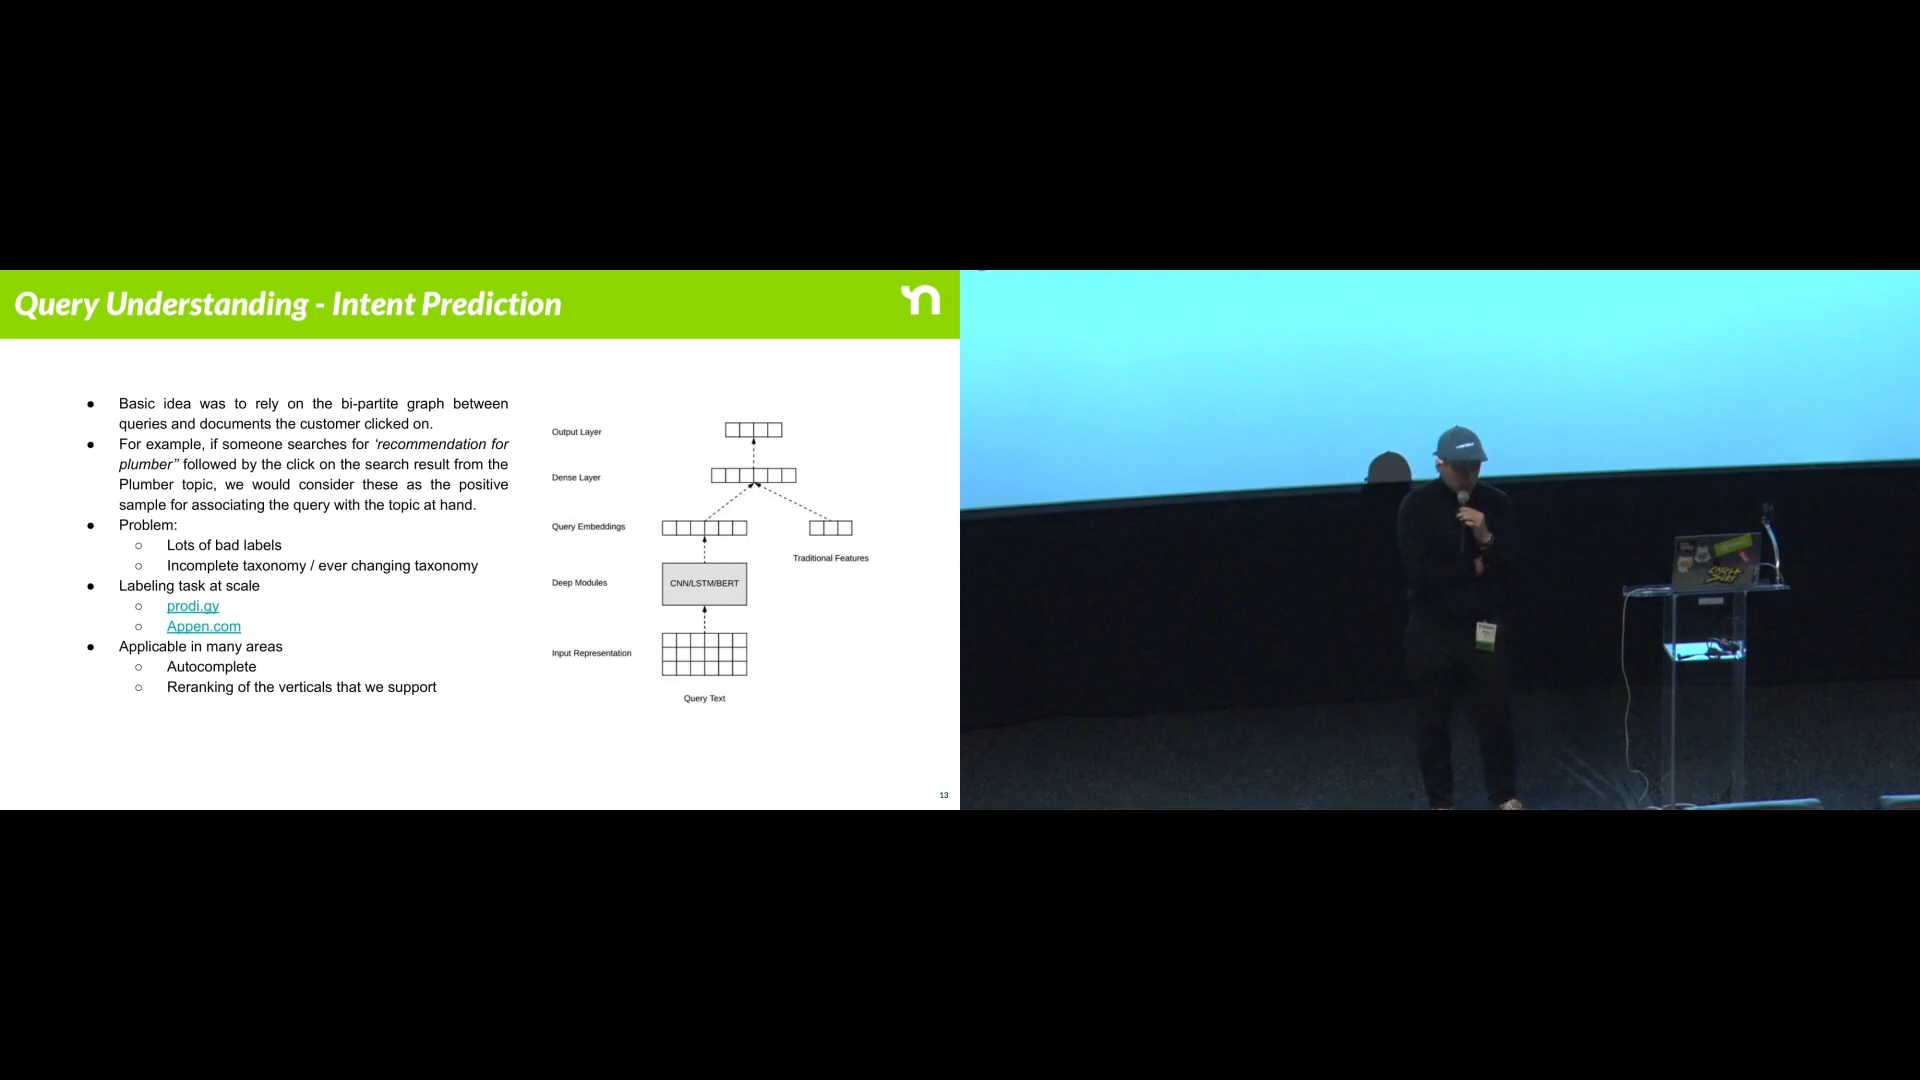 Query Understanding - Intent Prediction
● Basic idea was to rely on the bi-partite graph between
queries and documents the customer clicked on.
● For example, if someone searches for ‘recommendation for
plumber” followed by the click on the search result from the
Plumber topic, we would consider these as the positive
sample for associating the query with the topic at hand.
● Problem:
○ Lots of bad labels
○ Incomplete taxonomy / ever changing taxonomy
● Labeling task at scale
○ prodi.gy
○ Appen.com
● Applicable in many areas
○ Autocomplete
○ Reranking of the verticals that we support
Output Layer
Dense Layer
Query Embeddings
Traditional Features
Deep Modules
CNN/LSTM/BERT
Input Representation
Query Text
13